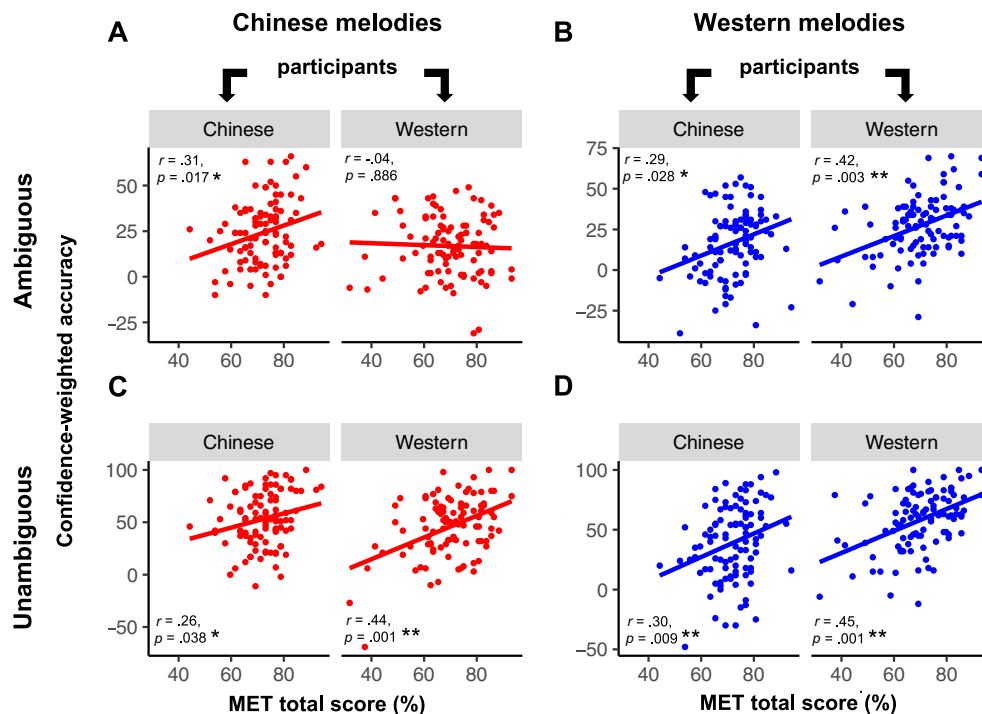 A
Chinese melodies
B
Western melodies
participants
participants
Chinese
Western
Chinese
Western
Ambiguous
Unambiguous
Confidence-weighted accuracy
r = .31,
p = .017 *
r = -.04,
p = .886
r = .29,
p = .028 *
r = .42,
p = .003 **
50
25
0
−25
75
50
25
0
−25
40 60 80
40 60 80
40 60 80
40 60 80
C
D
Chinese
Western
Chinese
Western
100
50
0
−50
100
50
0
−50
r = .26,
p = .038 *
r = .44,
p = .001 **
r = .30,
p = .009 **
r = .45,
p = .001 **
40 60 80
40 60 80
40 60 80
40 60 80
MET total score (%)
MET total score (%)